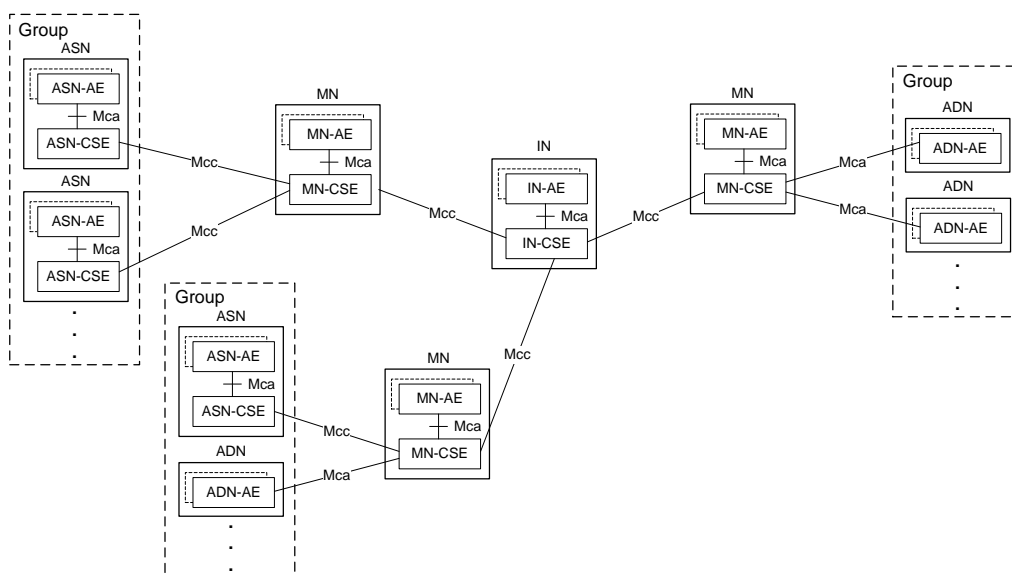 Group
ASN
ASN-AE
Mca
ASN-CSE
ASN
ASN-AE
Mca
ASN-CSE
Mcc
Mcc
MN
MN-AE
Mca
MN-CSE
Mcc
IN
IN-AE
Mca
IN-CSE
Mcc
MN
MN-AE
Mca
MN-CSE
Mca
Mca
Group
ADN
ADN-AE
ADN
ADN-AE
Group
ASN
ASN-AE
Mca
ASN-CSE
ADN
ADN-AE
Mcc
Mca
MN
MN-AE
Mca
MN-CSE
Mcc